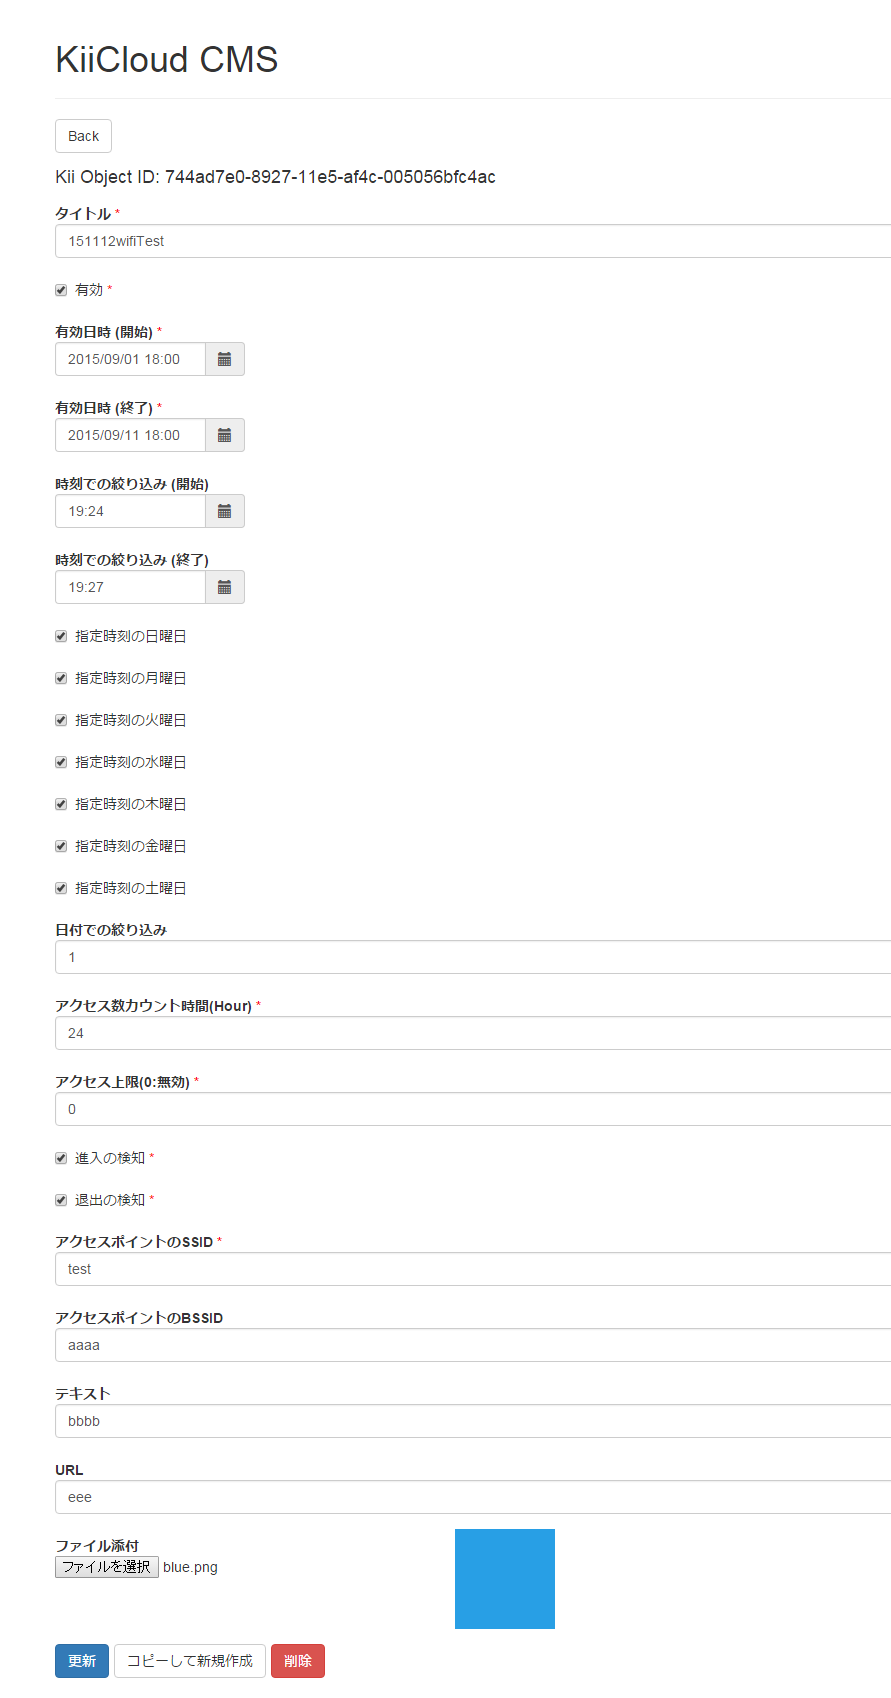 KiiCloud CMS
Back
Kii Object ID: 744ad7e0-8927-11e5-af4c-005056bfc4ac
タイトル *
151112wifiTest
有効 *
有効日時 (開始) *
2015/09/01 18:00
有効日時 (終了) *
2015/09/11 18:00
時刻での絞り込み (開始)
19:24
時刻での絞り込み (終了)
19:27
指定時刻の日曜日
指定時刻の月曜日
指定時刻の火曜日
指定時刻の水曜日
指定時刻の木曜日
指定時刻の金曜日
指定時刻の土曜日
日付での絞り込み
1
アクセス数カウント時間(Hour) *
24
アクセス上限(0:無効) *
0
進入の検知 *
退出の検知 *
アクセスポイントのSSID *
test
アクセスポイントのBSSID
aaaa
テキスト
bbbb
URL
eee
ファイル添付
ファイルを選択 blue.png
更新 コピーして新規作成 削除